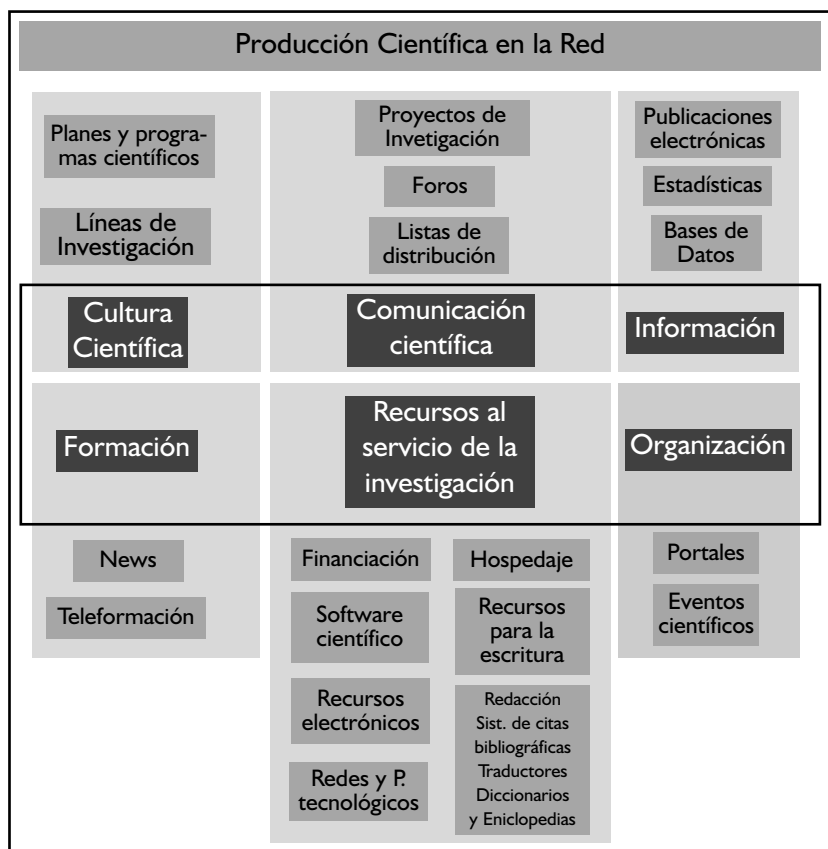 Producción Científica en la Red
Planes y progra-
mas científicos
Líneas de
Investigación
Cultura
Científica
Proyectos de
Invetigación
Foros
Listas de
distribución
Comunicación
científica
Publicaciones
electrónicas
Estadísticas
Bases de
Datos
Información
Formación
News
Teleformación
Recursos al
servicio de la
investigación
Financiación
Software
científico
Recursos
electrónicos
Redes y P.
tecnológicos
Hospedaje
Recursos
para la
escritura
Redacción
Sist. de citas
bibliográficas
Traductores
Diccionarios
y Eniclopedias
Organización
Portales
Eventos
científicos